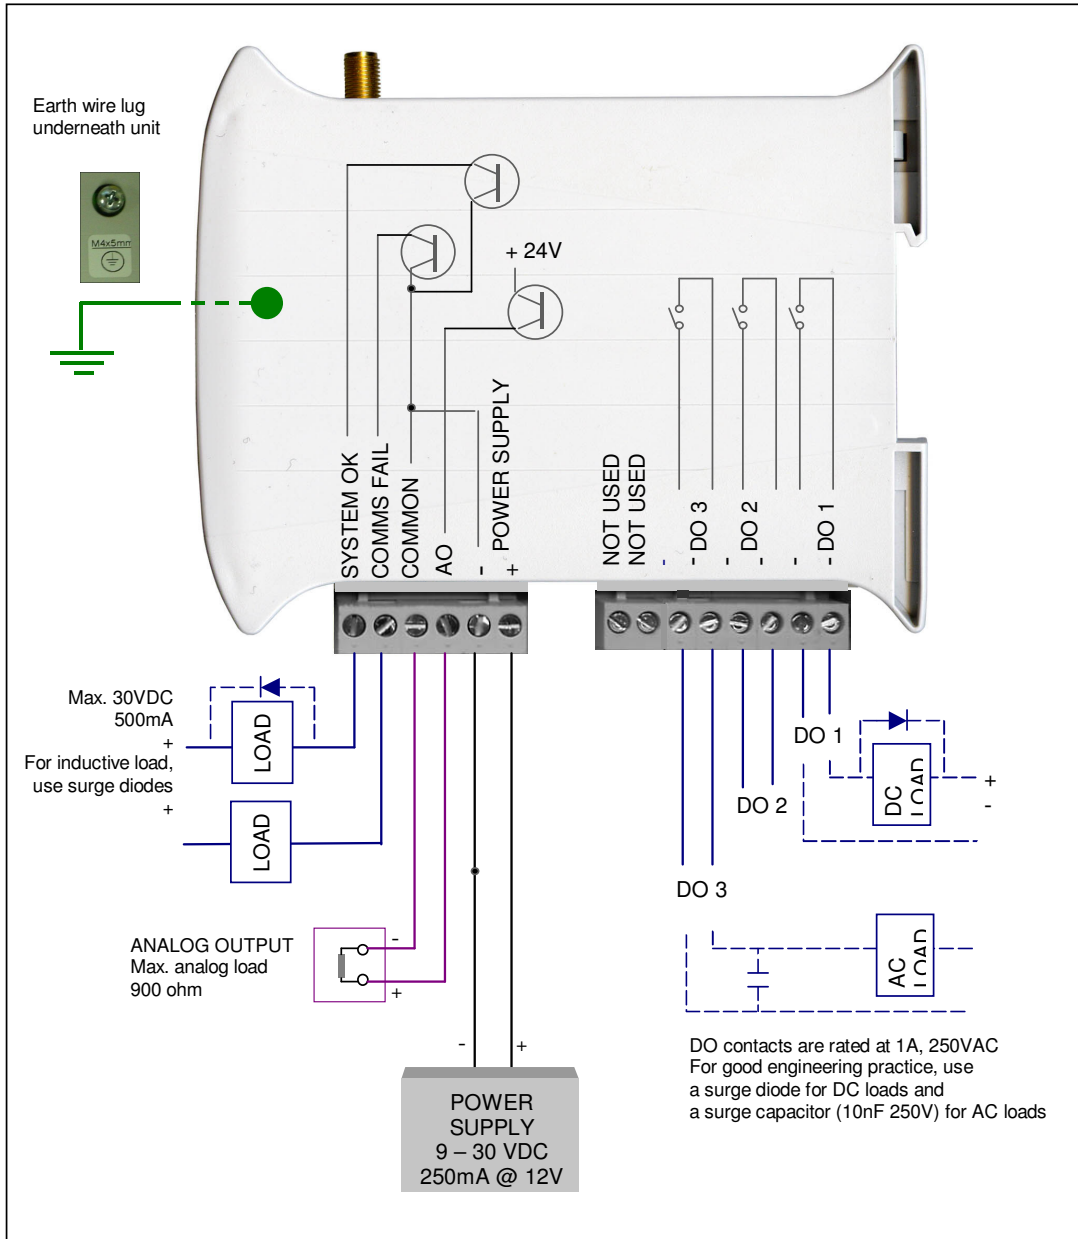 Earth wire lug
underneath unit
M4x5mm
+ 24V
SYSTEM OK
COMMS FAIL
COMMON
AO
-
+
POWER SUPPLY
NOT USED
NOT USED
-
- DO 3
-
- DO 2
-
- DO 1
Max. 30VDC
500mA
+
For inductive load,
use surge diodes
+
LOAD
LOAD
DO 1
DC
LOAD
+
-
DO 2
DO 3
ANALOG OUTPUT
Max. analog load
900 ohm
-
+
AC
LOAD
- +
POWER
SUPPLY
9 – 30 VDC
250mA @ 12V
DO contacts are rated at 1A, 250VAC
For good engineering practice, use
a surge diode for DC loads and
a surge capacitor (10nF 250V) for AC loads